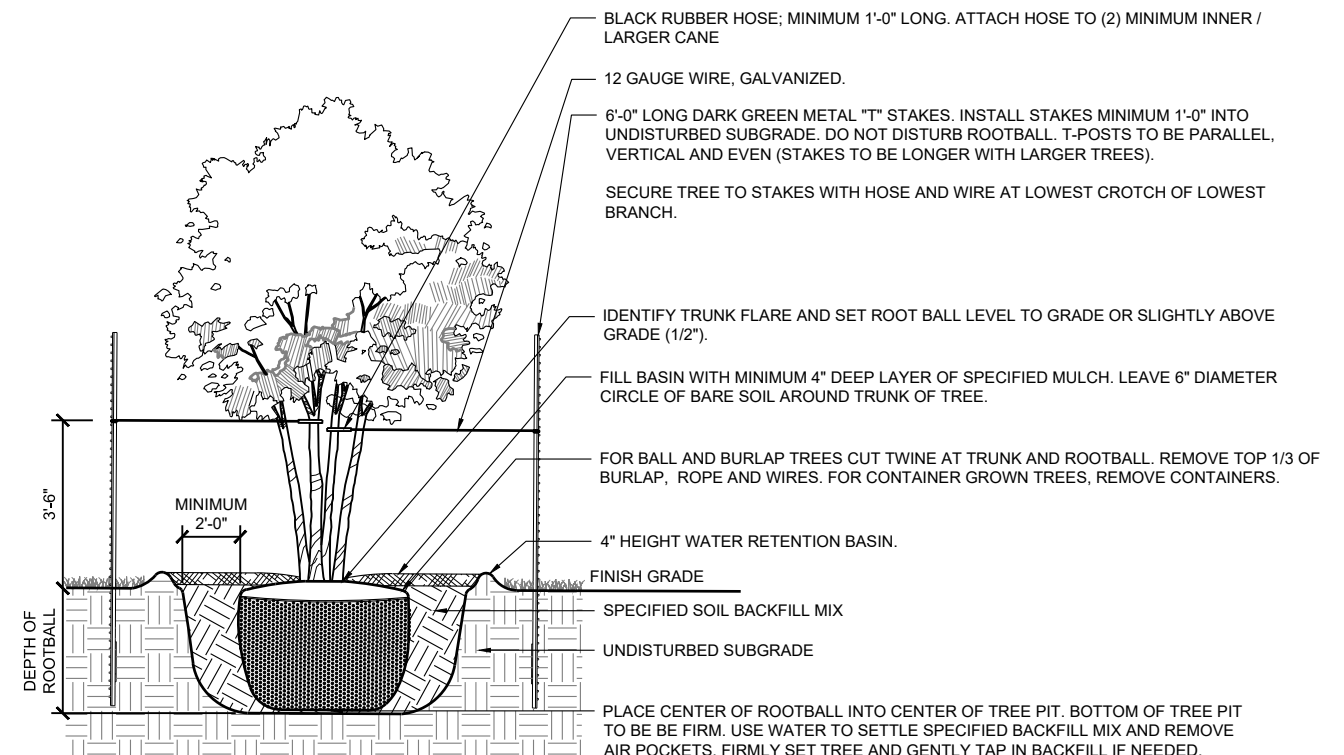 BLACK RUBBER HOSE; MINIMUM 1'-0" LONG. ATTACH HOSE TO (2) MINIMUM INNER /
LARGER CANE
12 GAUGE WIRE, GALVANIZED.
6'-0" LONG DARK GREEN METAL "T" STAKES. INSTALL STAKES MINIMUM 1'-0" INTO
UNDISTURBED SUBGRADE. DO NOT DISTURB ROOTBALL. T-POSTS TO BE PARALLEL,
VERTICAL AND EVEN (STAKES TO BE LONGER WITH LARGER TREES).
SECURE TREE TO STAKES WITH HOSE AND WIRE AT LOWEST CROTCH OF LOWEST
BRANCH.
IDENTIFY TRUNK FLARE AND SET ROOT BALL LEVEL TO GRADE OR SLIGHTLY ABOVE
GRADE (1/2").
FILL BASIN WITH MINIMUM 4" DEEP LAYER OF SPECIFIED MULCH. LEAVE 6" DIAMETER
CIRCLE OF BARE SOIL AROUND TRUNK OF TREE.
FOR BALL AND BURLAP TREES CUT TWINE AT TRUNK AND ROOTBALL. REMOVE TOP 1/3 OF
BURLAP, ROPE AND WIRES. FOR CONTAINER GROWN TREES, REMOVE CONTAINERS.
3'-6"
MINIMUM
2'-0"
4" HEIGHT WATER RETENTION BASIN.
FINISH GRADE
SPECIFIED SOIL BACKFILL MIX
DEPTH OF
ROOTBALL
UNDISTURBED SUBGRADE
PLACE CENTER OF ROOTBALL INTO CENTER OF TREE PIT. BOTTOM OF TREE PIT
TO BE BE FIRM. USE WATER TO SETTLE SPECIFIED BACKFILL MIX AND REMOVE
AIR POCKETS. FIRMLY SET TREE AND GENTLY TAP IN BACKFILL IF NEEDED.